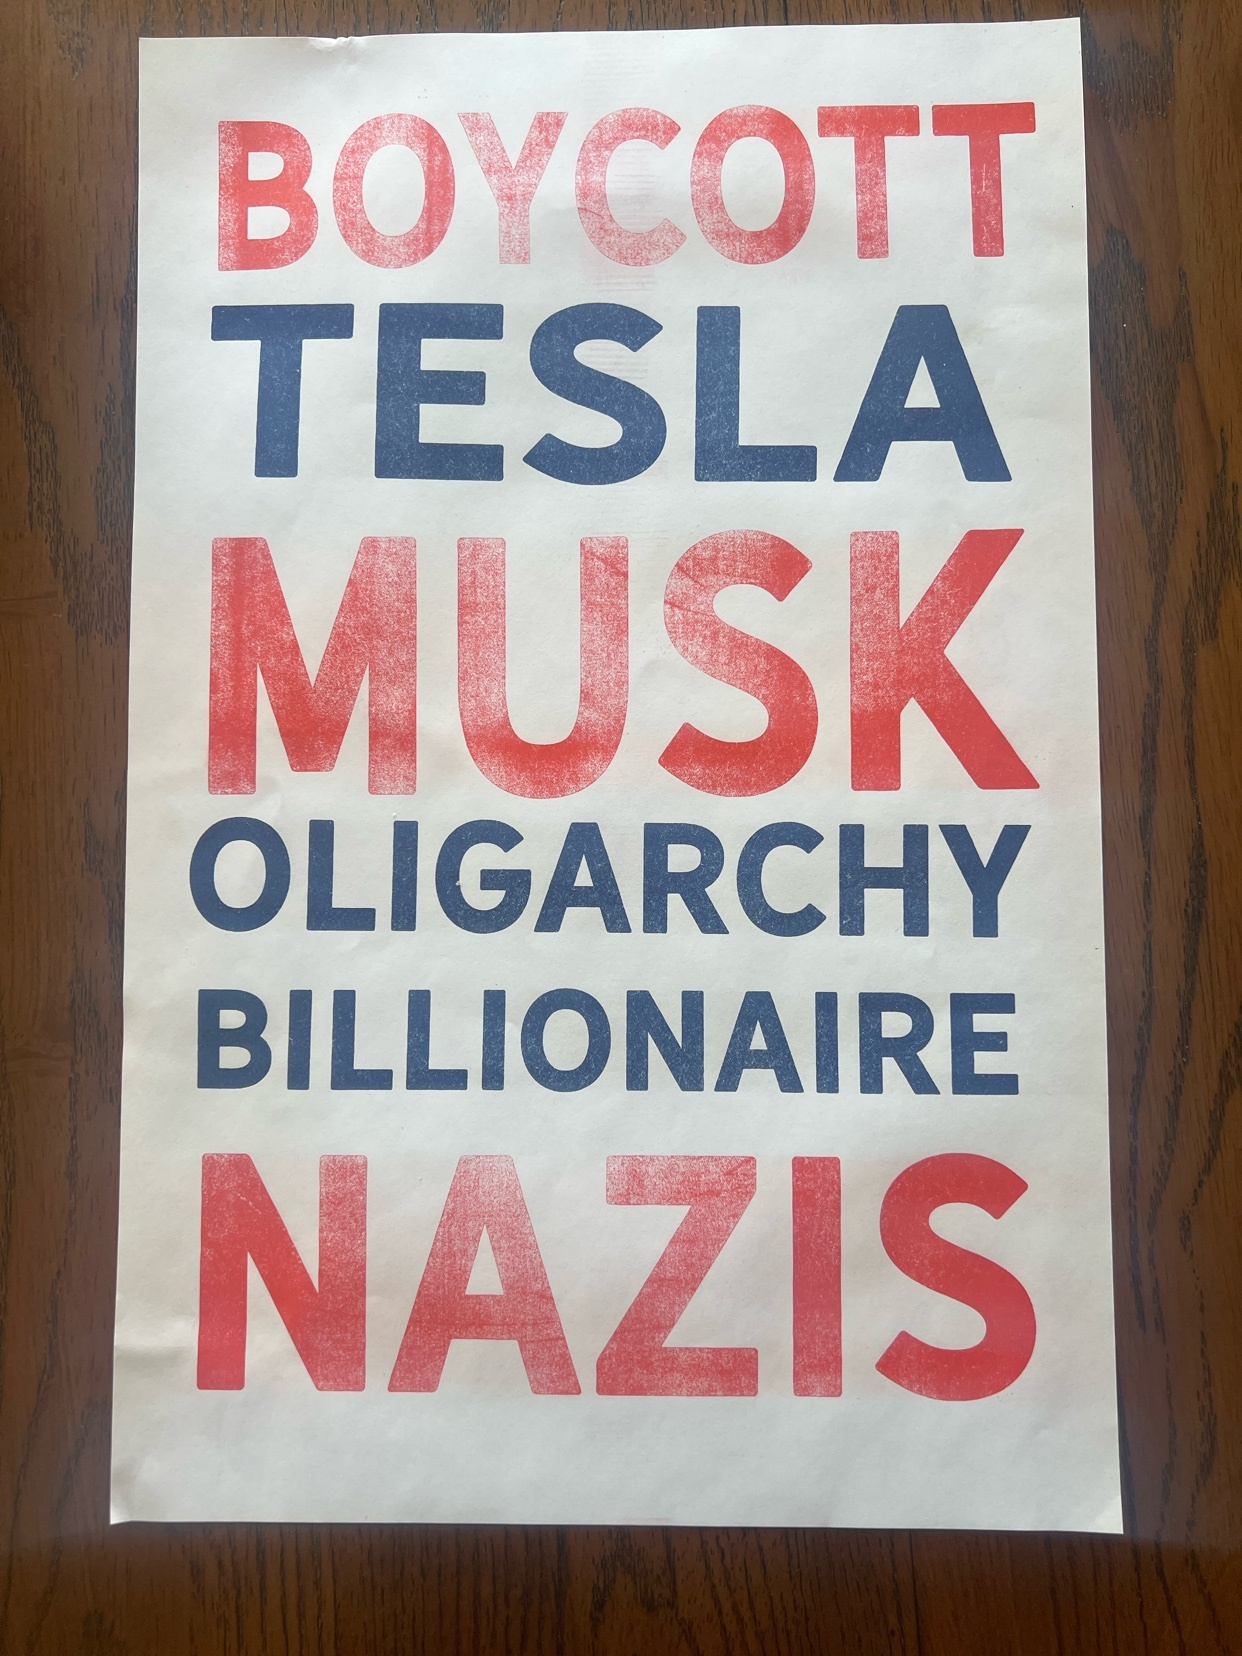 BOYCOTT
TESLA
MUSK
OLIGARCHY
BILLIONAIRE
NAZIS